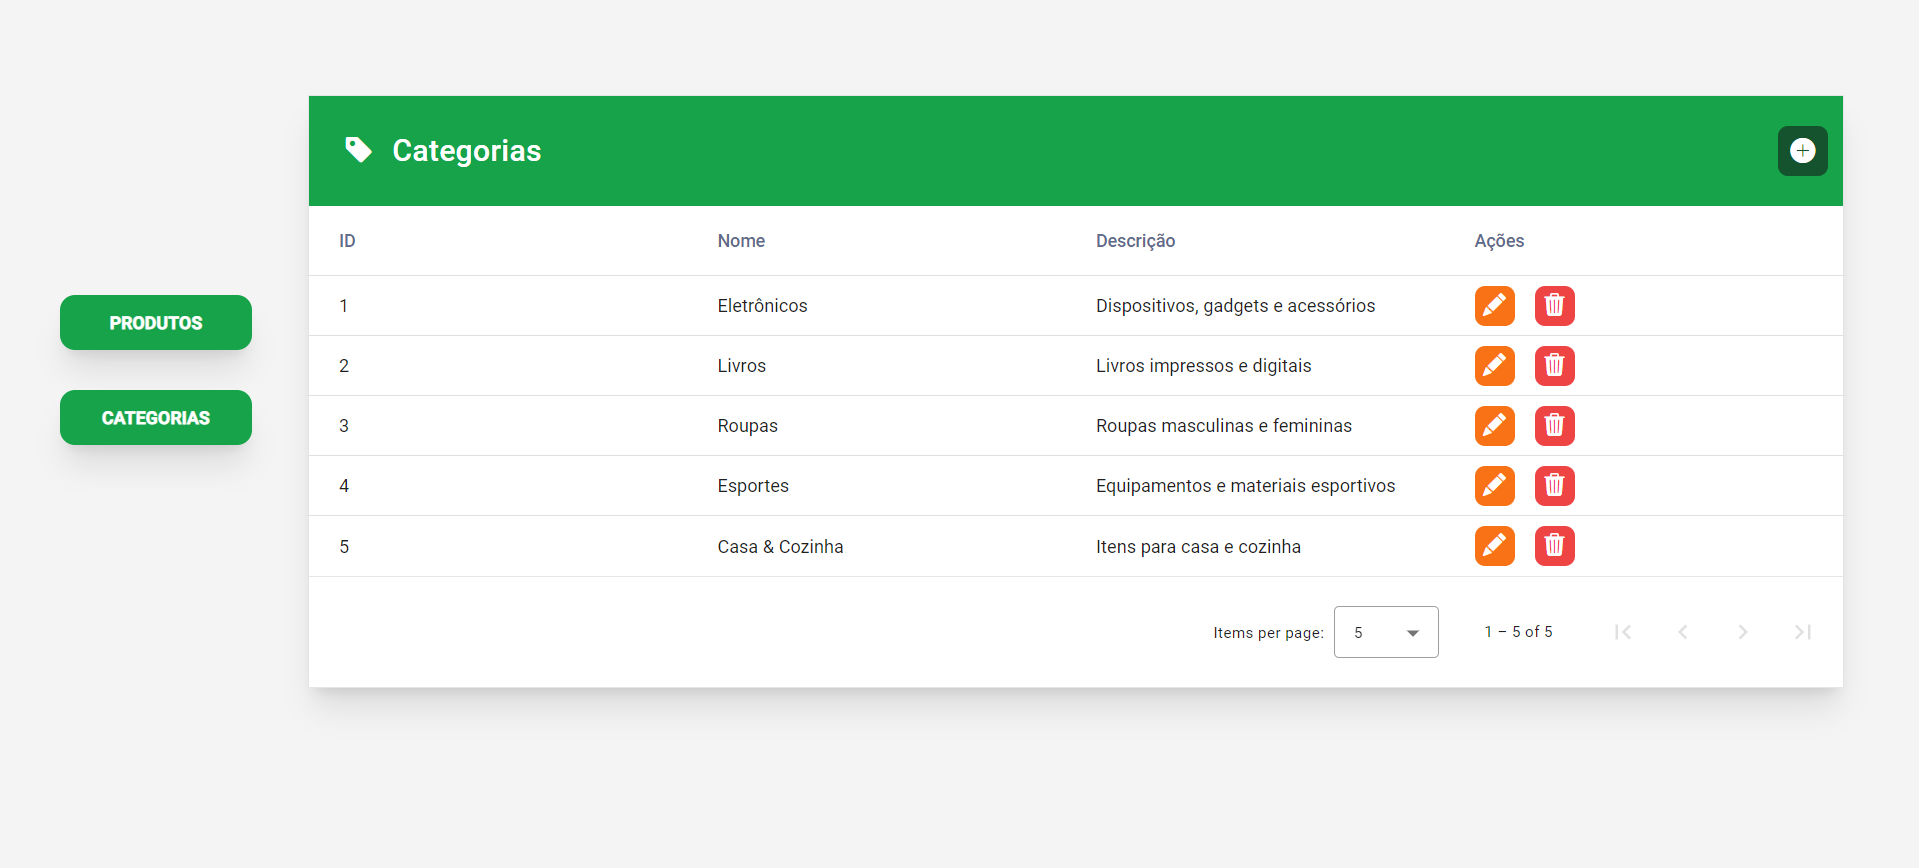 Categorias
ID Nome Descrição Ações
1 Eletrônicos Dispositivos, gadgets e acessórios
PRODUTOS
2 Livros Livros impressos e digitais
CATEGORIAS
3 Roupas Roupas masculinas e femininas
4 Esportes Equipamentos e materiais esportivos
5 Casa & Cozinha Itens para casa e cozinha
Items per page: 5 1 – 5 of 5